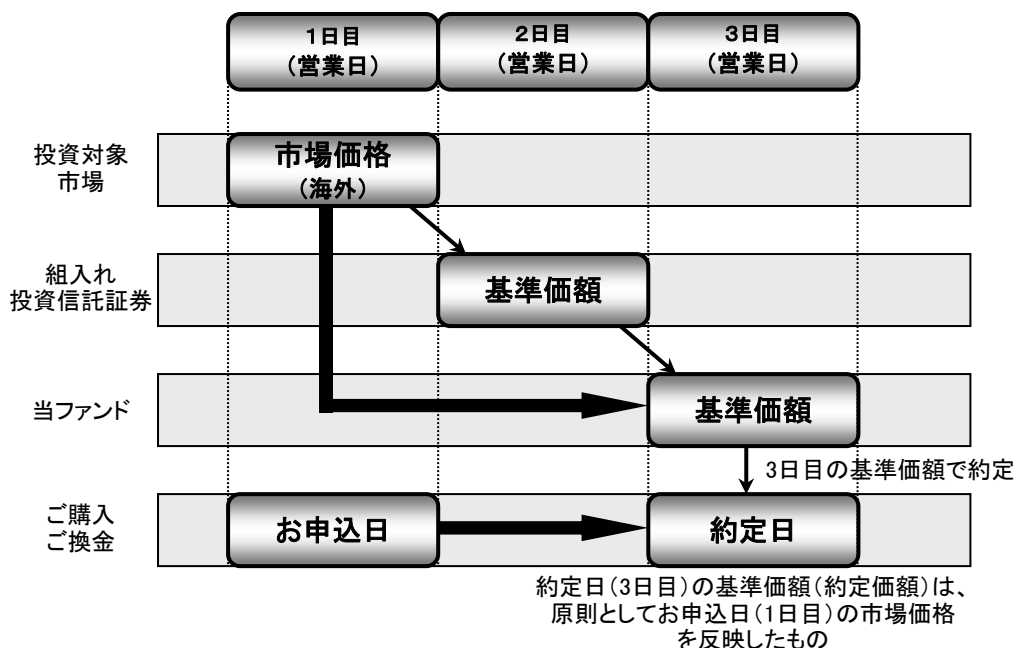 1日目
(営業日)
2日目
(営業日)
3日目
(営業日)
投資対象
市場
市場価格
(海外)
組入れ
投資信託証券
基準価額
当ファンド
基準価額
3日目の基準価額で約定
ご購入
ご換金
お申込日
約定日
約定日(3日目)の基準価額(約定価額)は、
原則としてお申込日(1日目)の市場価格
を反映したもの